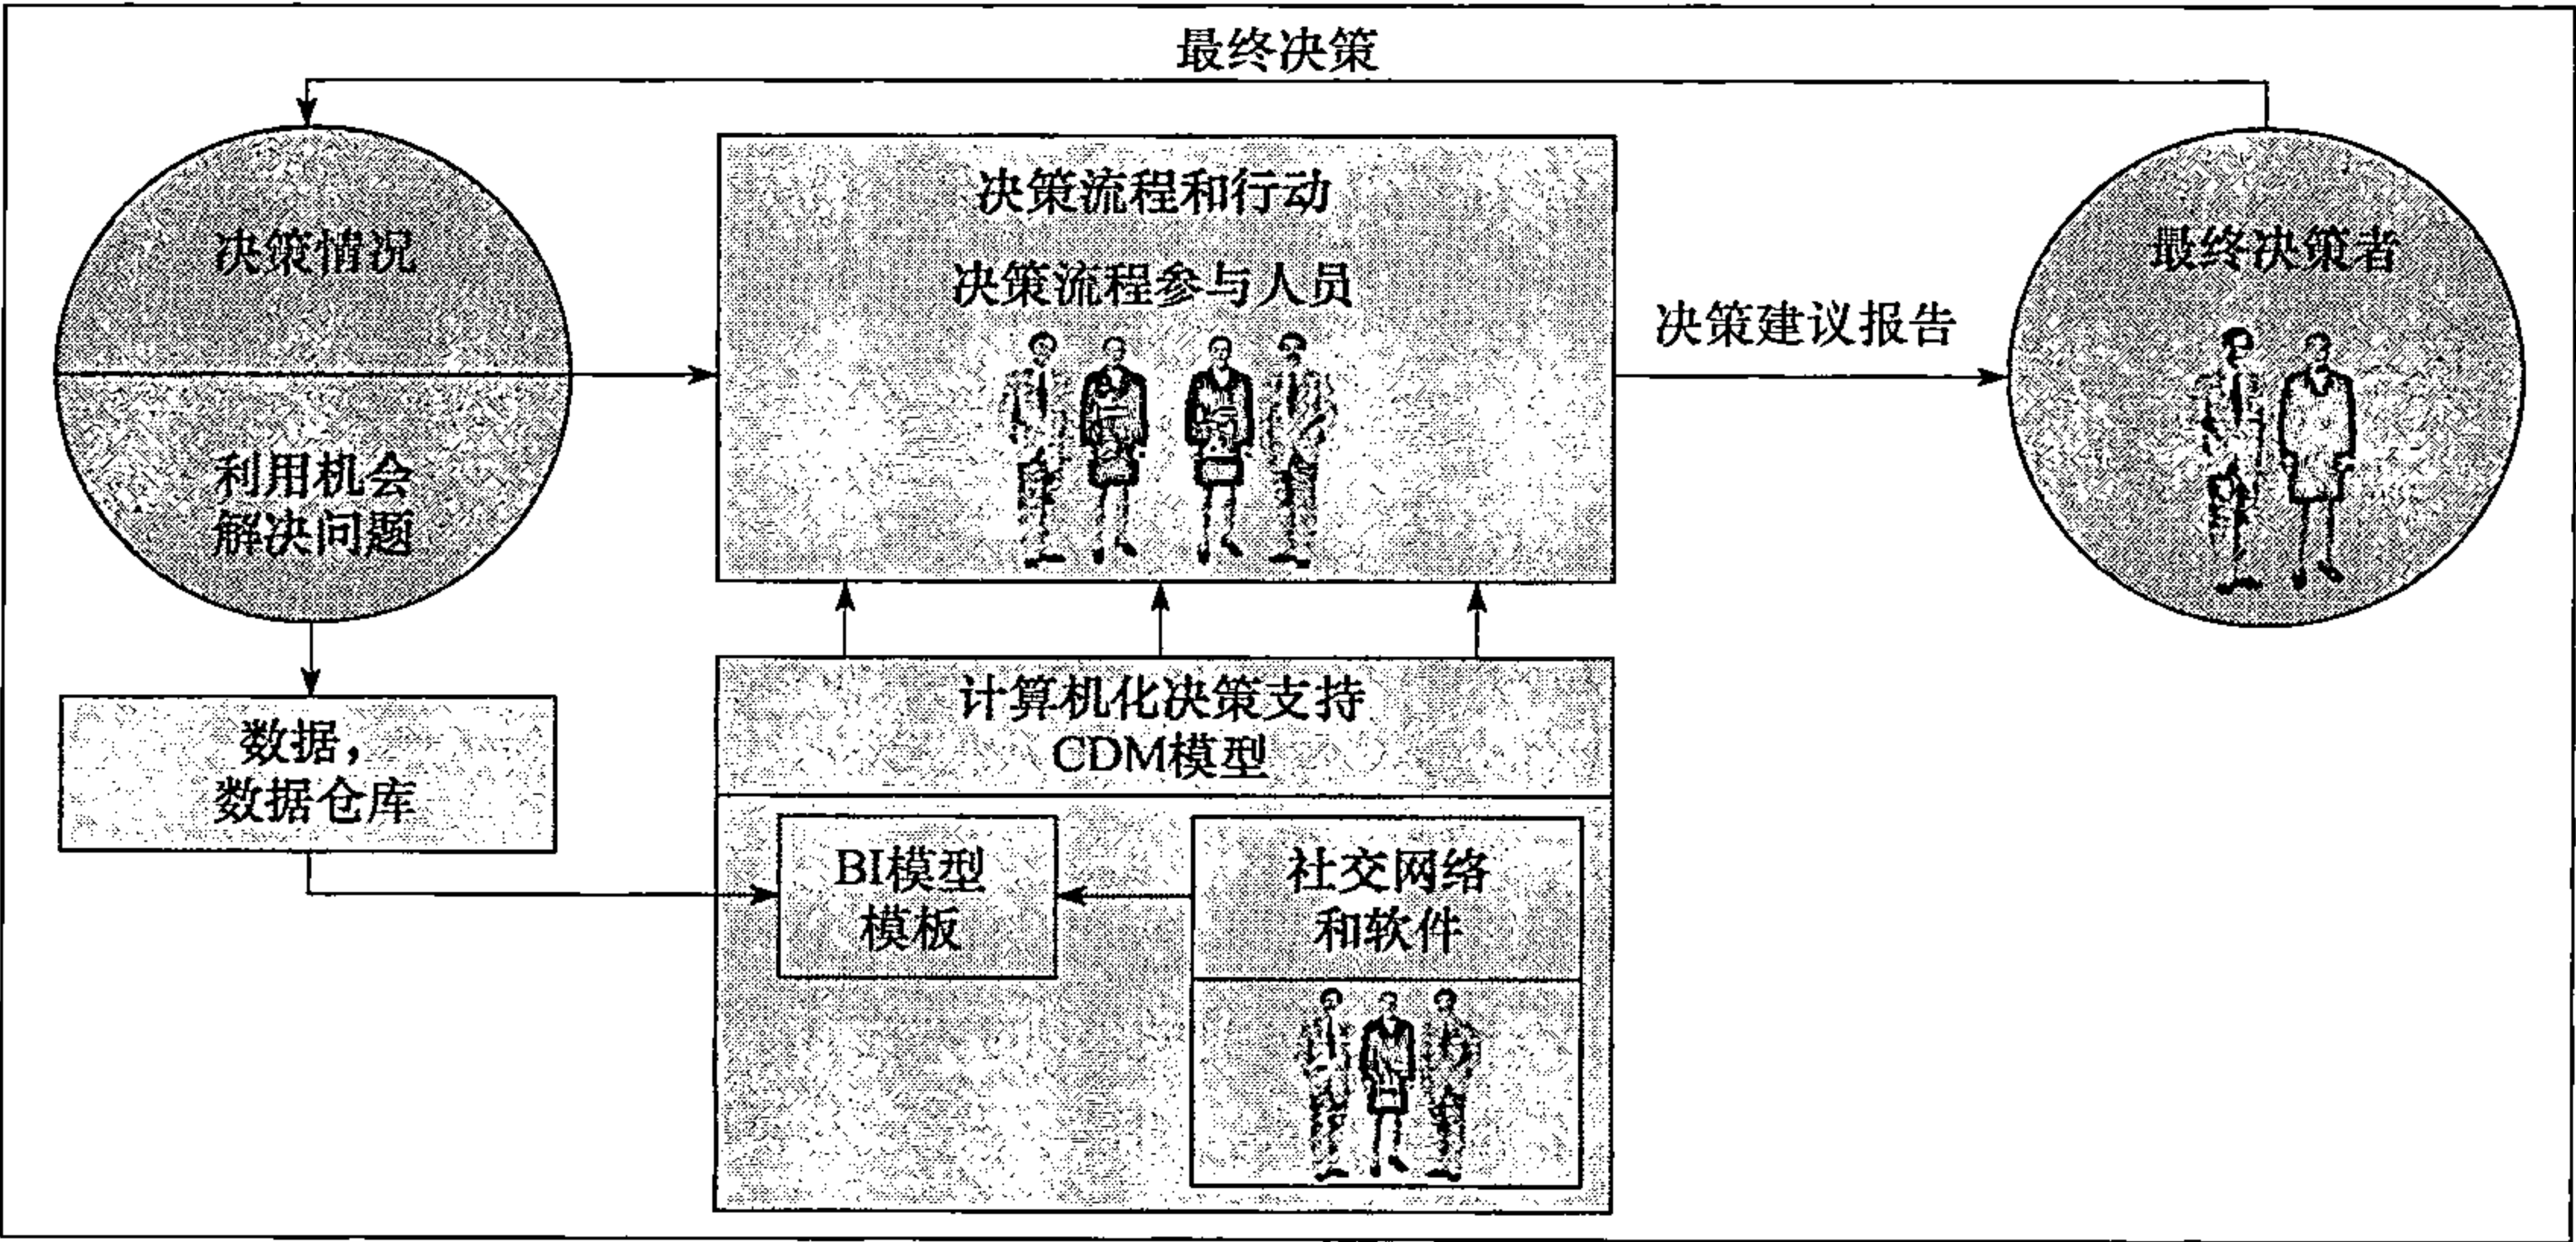 最终决策
决策情况
利用机会
解决问题
决策流程和行动
决策流程参与人员
决策建议报告
最终决策者
数据，
数据仓库
计算机化决策支持
CDM模型
BI模型
模板
社交网络
和软件